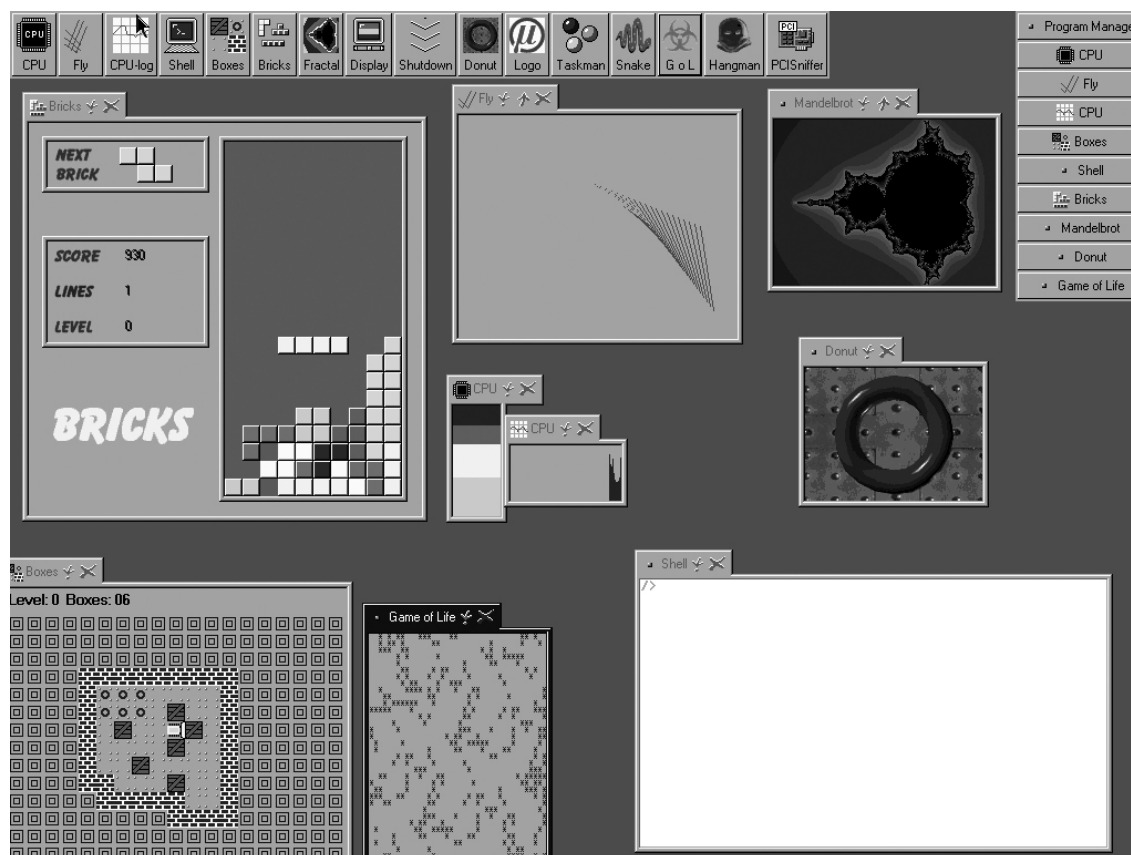 CPU
CPU Fly CPU-log Shell Boxes Bricks Fractal Display Shutdown Donut Logo Taskman Snake G o L Hangman PCISniffer
PCI
Program Manage
CPU
Fly
CPU
Boxes
Shell
Bricks
Mandelbrot
Donut
Game of Life
Bricks
NEXT
BRICK
SCORE 930
LINES 1
LEVEL 0
BRICKS
Fly
Mandelbrot
CPU
CPU
Donut
Boxes
Level: 0 Boxes: 06
Game of Life
Shell
/>